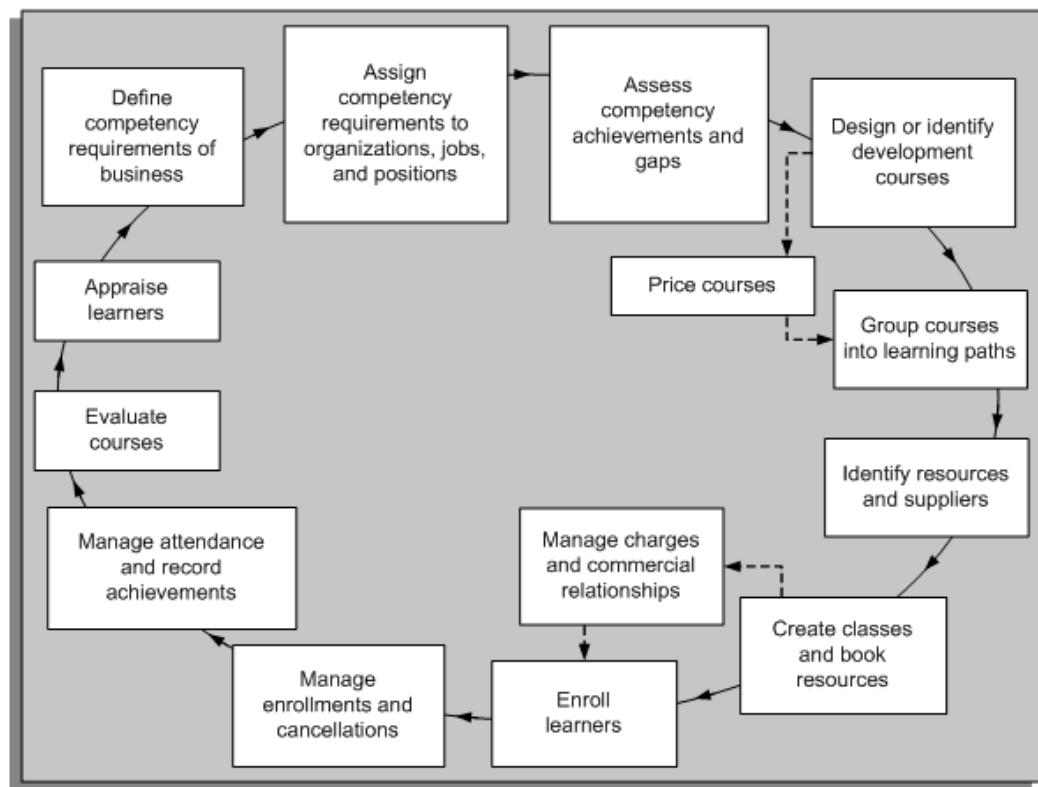 Define
competency
requirements of
business
Assign
competency
requirements to
organizations, jobs,
and positions
Assess
competency
achievements and
gaps
Design or identify
development
courses
Price courses
Group courses
into learning paths
Identify resources
and suppliers
Create classes
and book
resources
Manage charges
and commercial
relationships
Enroll
learners
Manage
enrollments and
cancellations
Manage attendance
and record
achievements
Evaluate
courses
Appraise
learners